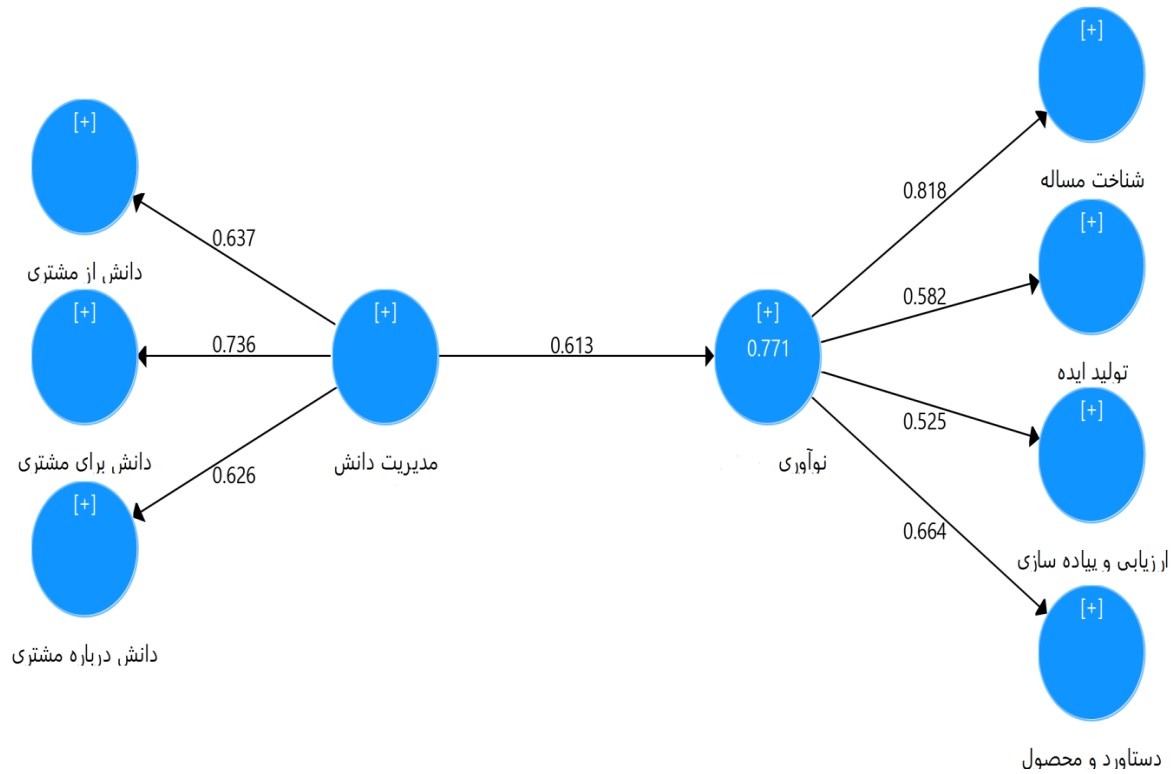 [+]
شناخت مساله
[+]
دانش از مشتری
[+]
تولید ایده
[+]
دانش برای مشتری
[+]
مدیریت دانش
[+]
0.771
نوآوری
[+]
ارزیابی و پیاده سازی
[+]
دانش درباره مشتری
[+]
دستاورد و محصول
0.637
0.736
0.626
0.613
0.818
0.582
0.525
0.664